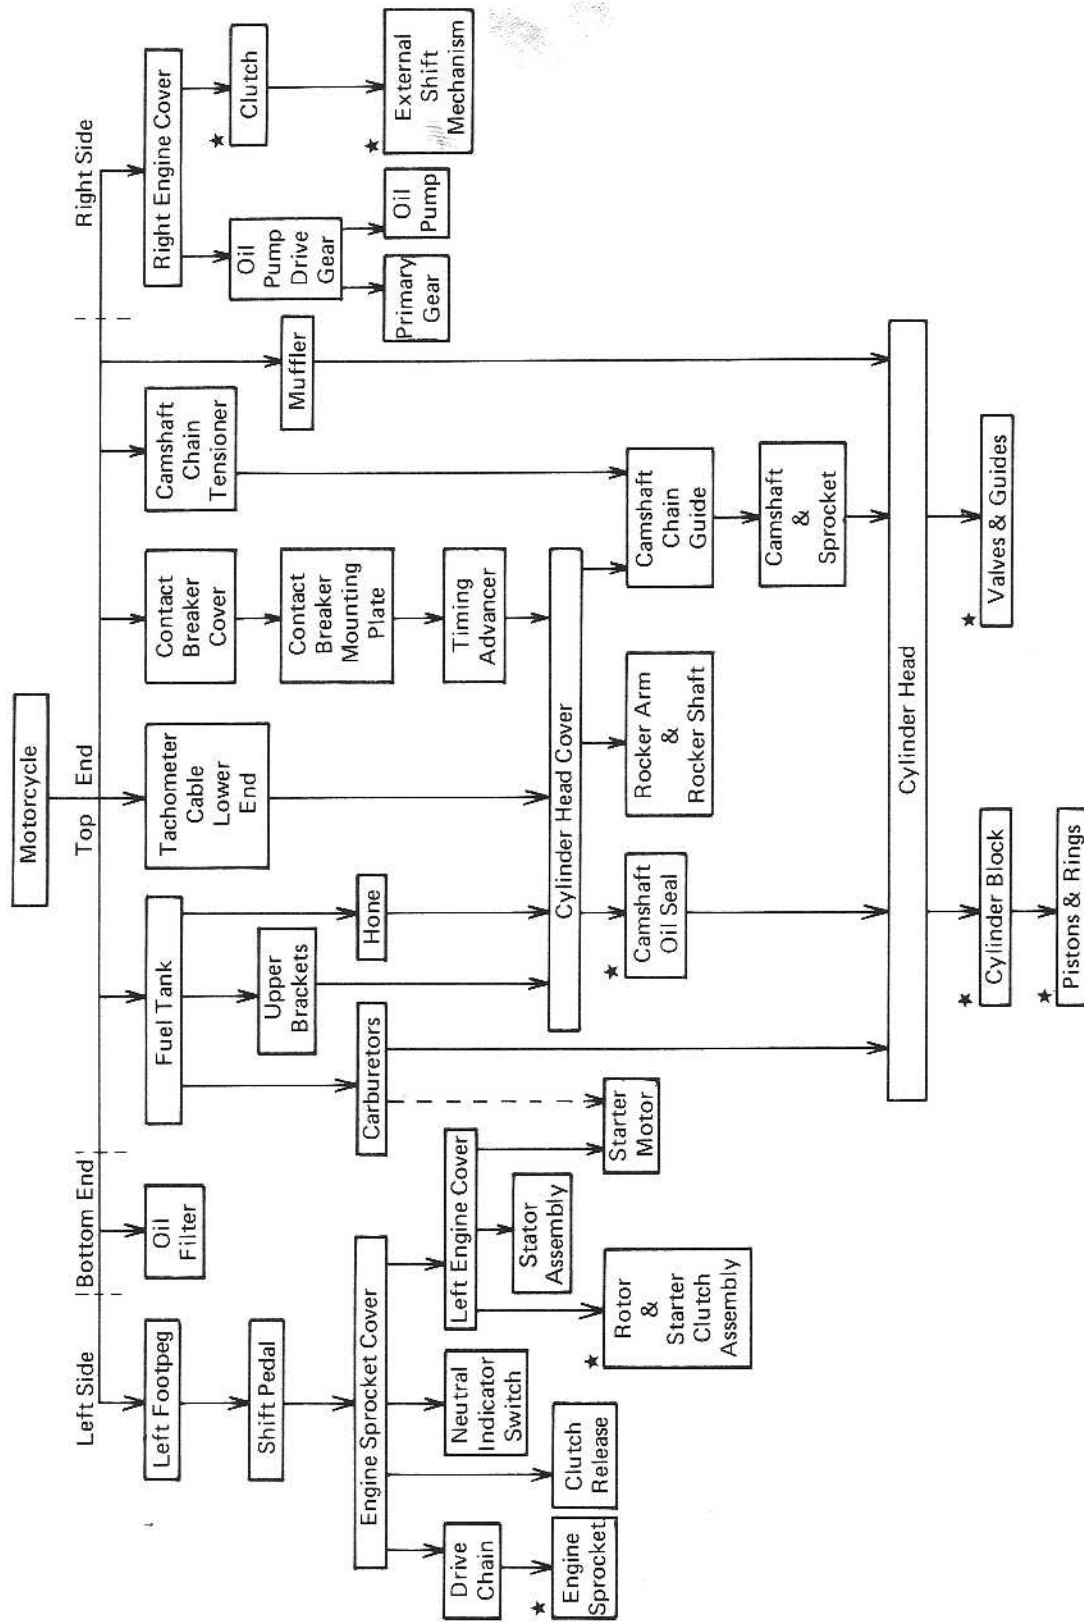 Motorcycle
Left Side
Bottom End
Top End
Right Side
Left Footpeg
Oil
Filter
Fuel Tank
Tachometer
Cable
Lower
End
Contact
Breaker
Cover
Camshaft
Chain
Tensioner
Right Engine Cover
Shift Pedal
Upper
Brackets
Contact
Breaker
Mounting
Plate
Muffler
Oil
Pump
Drive
Gear
★
Clutch
Engine Sprocket Cover
Carburetors
Hone
Primary
Gear
Oil
Pump
★
External
Shift
Mechanism
Drive
Chain
Neutral
Indicator
Switch
Left Engine Cover
Timing
Advancer
★
Engine
Sprocket
Clutch
Release
Stator
Assembly
Cylinder Head Cover
★
Rotor
&
Starter
Clutch
Assembly
Starter
Motor
★
Camshaft
Oil Seal
Rocker Arm
&
Rocker Shaft
Camshaft
Chain
Guide
Camshaft
&
Sprocket
Cylinder Head
★
Cylinder Block
★
Valves & Guides
★
Pistons & Rings